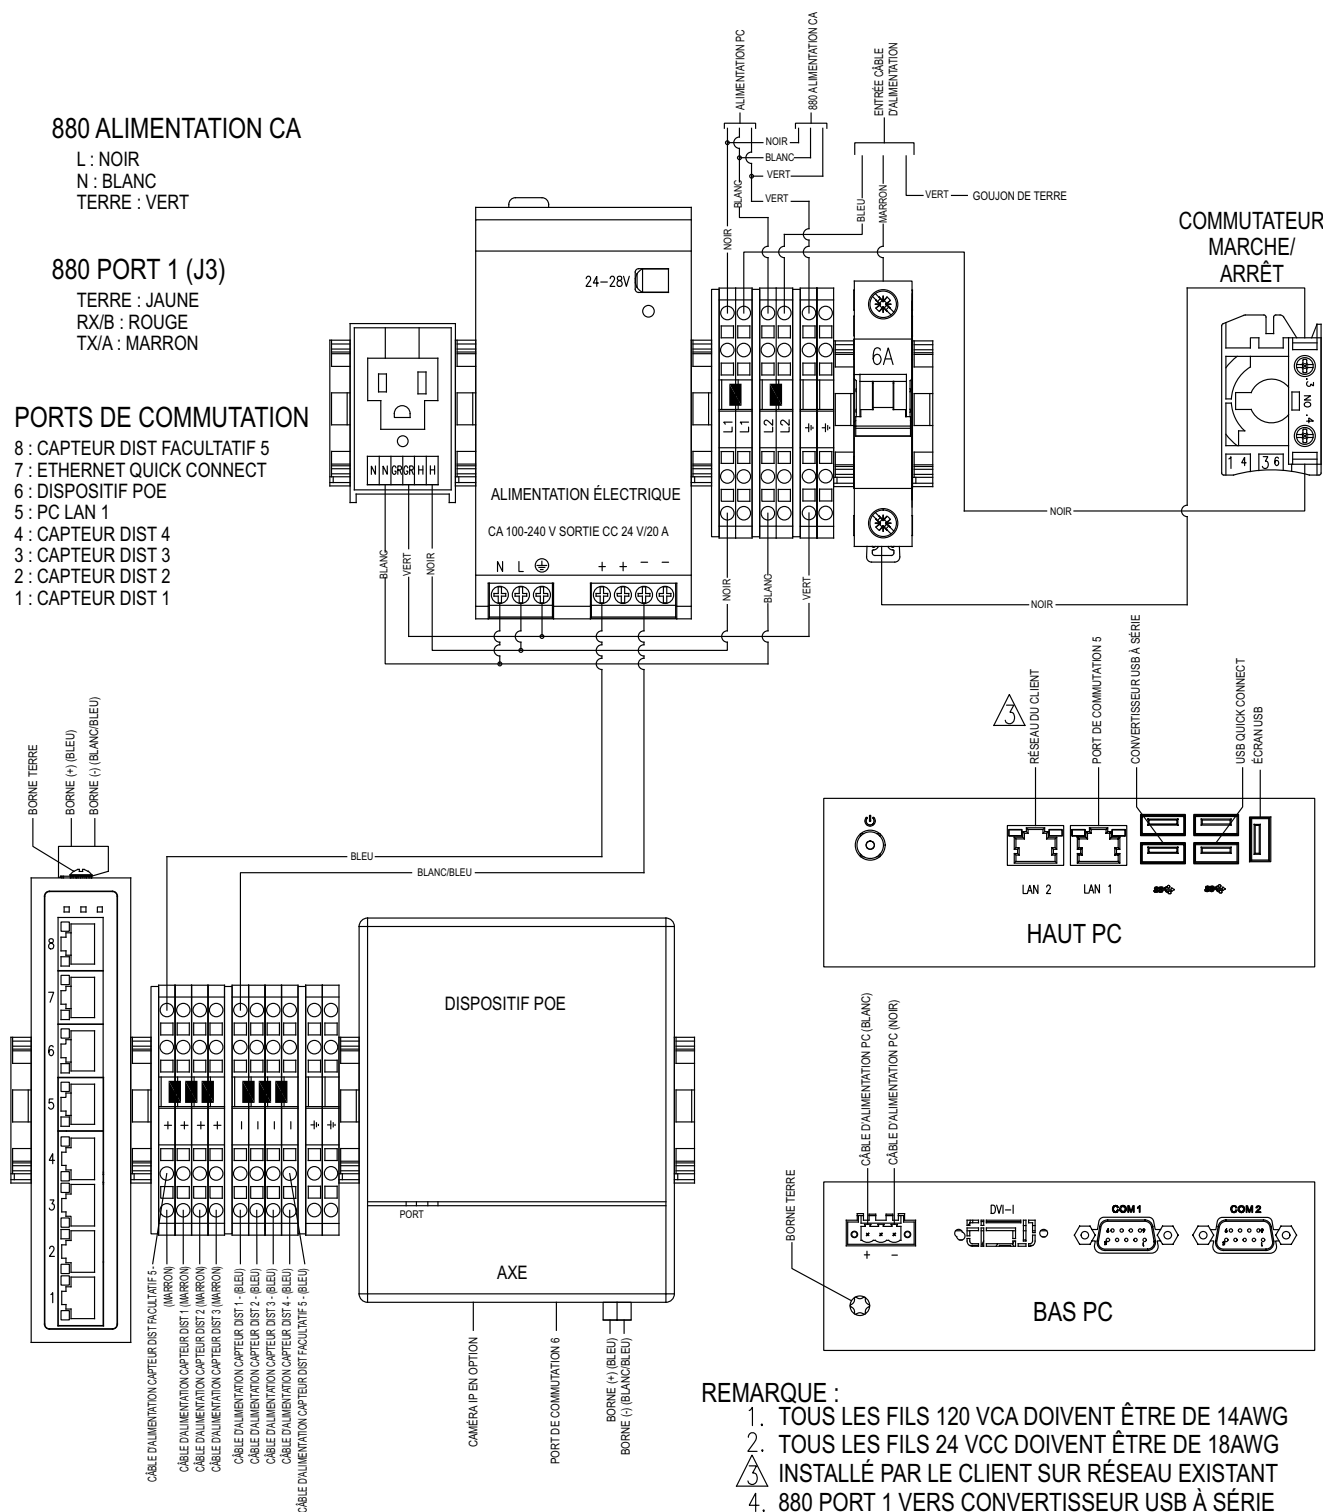 880 ALIMENTATION CA
L : NOIR
N : BLANC
TERRE : VERT
880 PORT 1 (J3)
TERRE : JAUNE
RX/B : ROUGE
TX/A : MARRON
PORTS DE COMMUTATION
8 : CAPTEUR DIST FACULTATIF 5
7 : ETHERNET QUICK CONNECT
6 : DISPOSITIF POE
5 : PC LAN 1
4 : CAPTEUR DIST 4
3 : CAPTEUR DIST 3
2 : CAPTEUR DIST 2
1 : CAPTEUR DIST 1
ALIMENTATION PC
880 ALIMENTATION CA
ENTRÉE CÂBLE
D'ALIMENTATION
NOIR
BLANC
VERT
BLANC
VERT
NOIR
BLEU
MARRON
VERT
GOUJON DE TERRE
COMMUTATEUR
MARCHE/
ARRÊT
24-28V
6A
L1
L1
L2
L2
.3
NO
.4
1 4
3 6
N N GR GR H H
ALIMENTATION ÉLECTRIQUE
CA 100-240 V SORTIE CC 24 V/20 A
N L
+ + - -
BLANC
VERT
NOIR
NOIR
BLANC
VERT
NOIR
NOIR
BORNE TERRE
BORNE (+) (BLEU)
BORNE (-) (BLANC/BLEU)
BLEU
BLANC/BLEU
8
7
6
5
4
3
2
1
+ + + + - - - -
DISPOSITIF POE
PORT
AXE
CÂBLE D'ALIMENTATION CAPTEUR DIST FACULTATIF 5 -
(MARRON)
CÂBLE D'ALIMENTATION CAPTEUR DIST 1 (MARRON)
CÂBLE D'ALIMENTATION CAPTEUR DIST 2 (MARRON)
CÂBLE D'ALIMENTATION CAPTEUR DIST 3 (MARRON)
CÂBLE D'ALIMENTATION CAPTEUR DIST 1 - (BLEU)
CÂBLE D'ALIMENTATION CAPTEUR DIST 2 - (BLEU)
CÂBLE D'ALIMENTATION CAPTEUR DIST 3 - (BLEU)
CÂBLE D'ALIMENTATION CAPTEUR DIST 4 - (BLEU)
CÂBLE D'ALIMENTATION CAPTEUR DIST FACULTATIF 5 - (BLEU)
CAMÉRA IP EN OPTION
PORT DE COMMUTATION 6
BORNE (+) (BLEU)
BORNE (-) (BLANC/BLEU)
3
RÉSEAU DU CLIENT
PORT DE COMMUTATION 5
CONVERTISSEUR USB À SÉRIE
USB QUICK CONNECT
ÉCRAN USB
LAN 2
LAN 1
HAUT PC
CÂBLE D'ALIMENTATION PC (BLANC)
CÂBLE D'ALIMENTATION PC (NOIR)
BORNE TERRE
+ -
DVI-I
COM 1
COM 2
BAS PC
REMARQUE :
1. TOUS LES FILS 120 VCA DOIVENT ÊTRE DE 14AWG
2. TOUS LES FILS 24 VCC DOIVENT ÊTRE DE 18AWG
3 INSTALLÉ PAR LE CLIENT SUR RÉSEAU EXISTANT
4. 880 PORT 1 VERS CONVERTISSEUR USB À SÉRIE